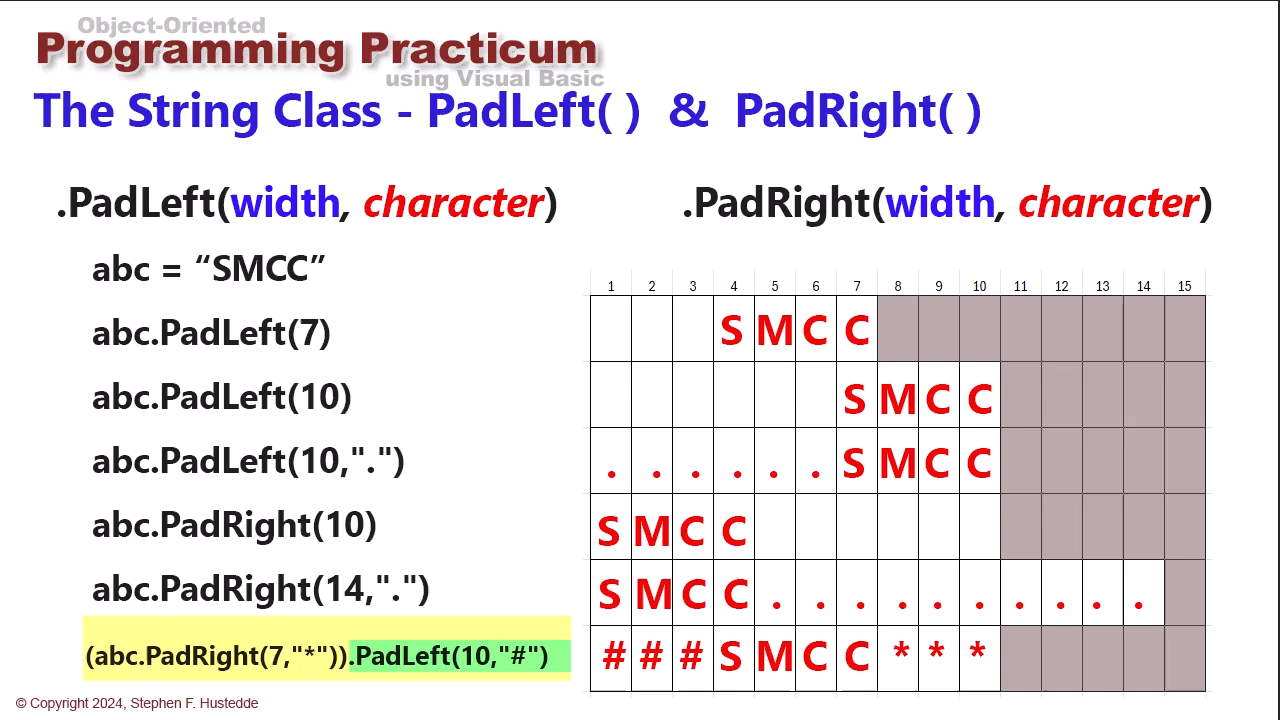 Object-Oriented
Programming Practicum
using Visual Basic
The String Class - PadLeft( ) & PadRight( )
.PadLeft(width, character)
.PadRight(width, character)
abc = “SMCC”
1 2 3 4 5 6 7 8 9 10 11 12 13 14 15
abc.PadLeft(7)
S M C C
abc.PadLeft(10)
S M C C
abc.PadLeft(10,".")
. . . . . . S M C C
abc.PadRight(10)
S M C C
abc.PadRight(14,".")
S M C C . . . . . . . . . .
(abc.PadRight(7,"*")).PadLeft(10,"#")
# # # S M C C * * *
© Copyright 2024, Stephen F. Hustedde